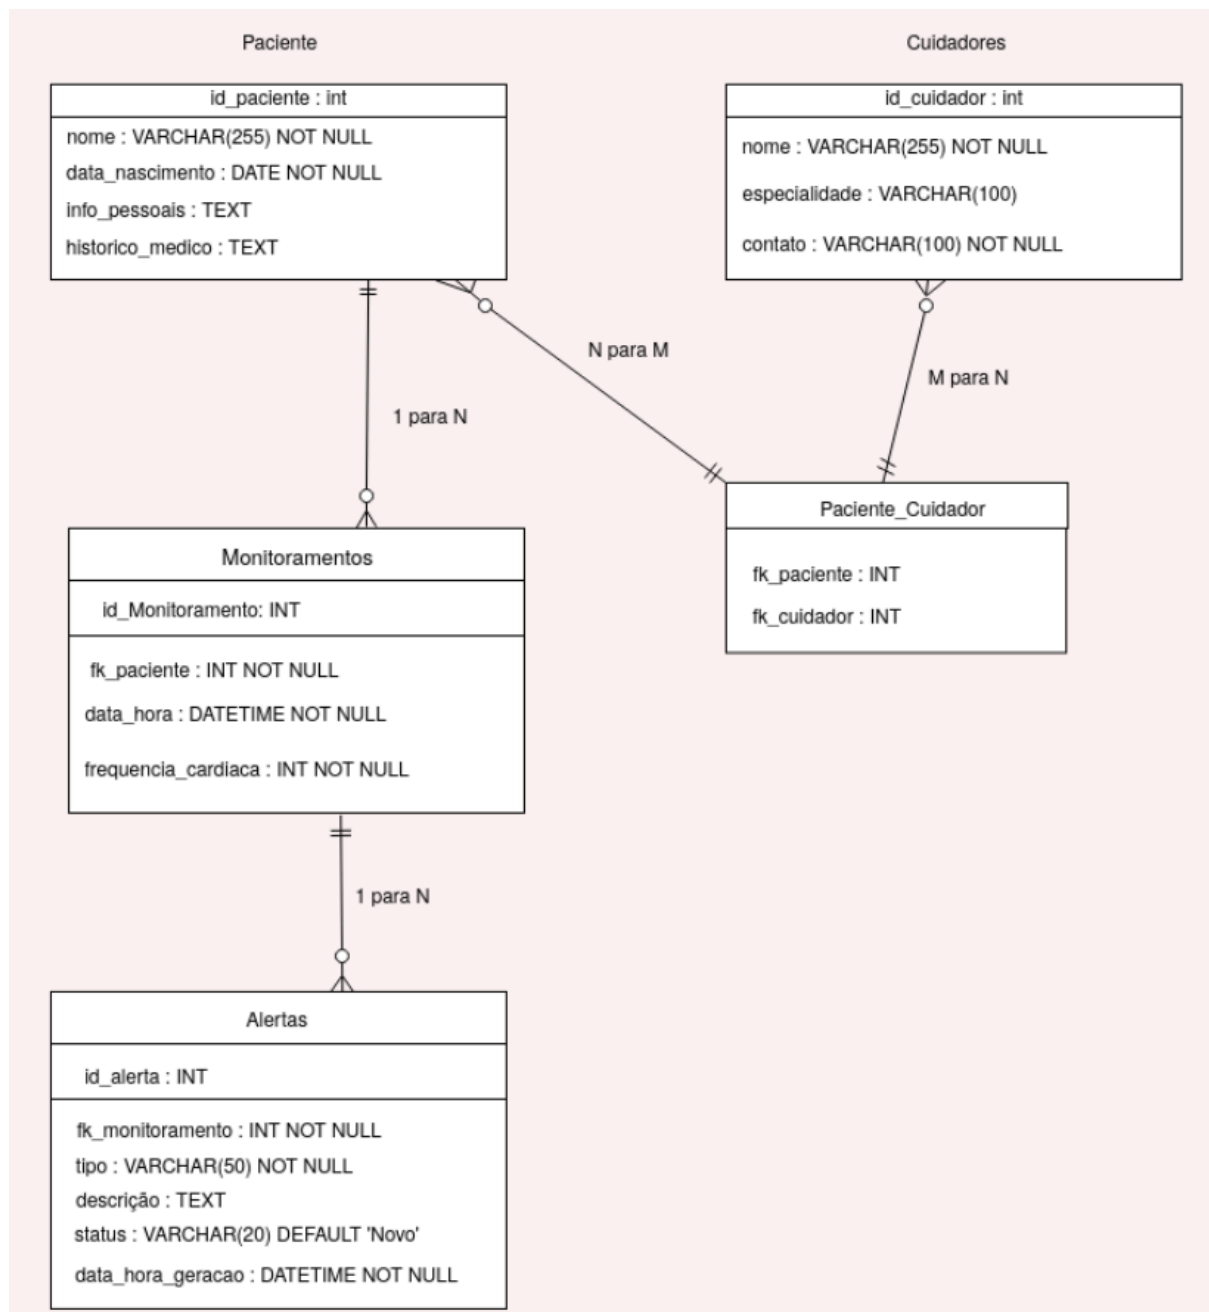 Paciente
id_paciente : int
nome : VARCHAR(255) NOT NULL
data_nascimento : DATE NOT NULL
info_pessoais : TEXT
historico_medico : TEXT
Cuidadores
id_cuidador : int
nome : VARCHAR(255) NOT NULL
especialidade : VARCHAR(100)
contato : VARCHAR(100) NOT NULL
N para M
M para N
1 para N
Paciente_Cuidador
fk_paciente : INT
fk_cuidador : INT
Monitoramentos
id_Monitoramento: INT
fk_paciente : INT NOT NULL
data_hora : DATETIME NOT NULL
frequencia_cardiaca : INT NOT NULL
1 para N
Alertas
id_alerta : INT
fk_monitoramento : INT NOT NULL
tipo : VARCHAR(50) NOT NULL
descrição : TEXT
status : VARCHAR(20) DEFAULT 'Novo'
data_hora_geracao : DATETIME NOT NULL